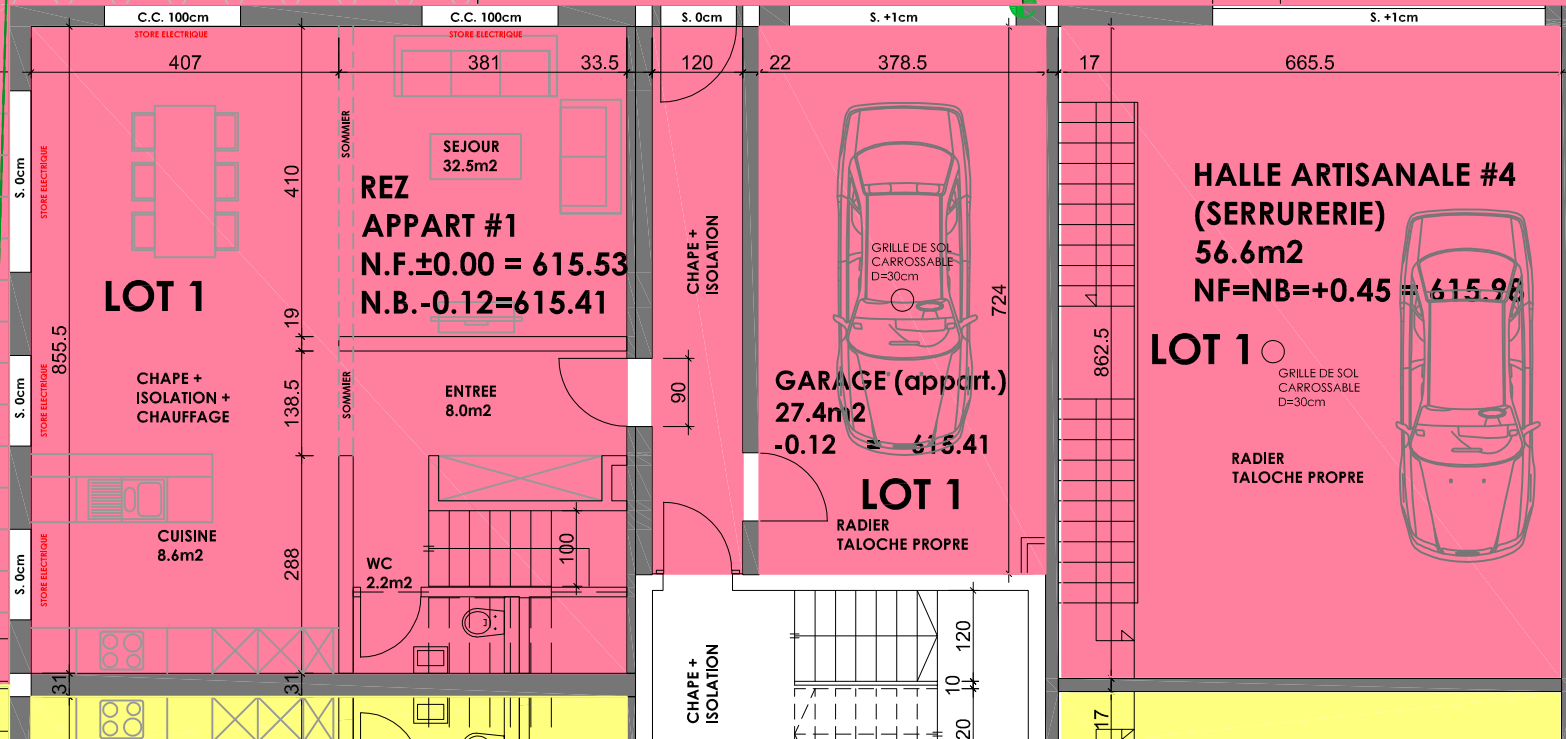 C.C. 100cm
C.C. 100cm
S. 0cm
S. +1cm
S. +1cm
STORE ELECTRIQUE
STORE ELECTRIQUE
407
381
33.5
120
22
378.5
17
665.5
S. 0cm
STORE ELECTRIQUE
410
SOMMIER
SEJOUR
32.5m2
REZ
APPART #1
N.F.±0.00 = 615.53
N.B.-0.12=615.41
LOT 1
19
855.5
CHAPE +
ISOLATION +
CHAUFFAGE
S. 0cm
STORE ELECTRIQUE
138.5
SOMMIER
ENTREE
8.0m2
90
CHAPE +
ISOLATION
GRILLE DE SOL
CARROSSABLE
D=30cm
724
GARAGE (appart.)
27.4m2
-0.12 = 615.41
LOT 1
RADIER
TALOCHE PROPRE
HALLE ARTISANALE #4
(SERRURERIE)
56.6m2
NF=NB=+0.45 = 615.98
LOT 1
862.5
GRILLE DE SOL
CARROSSABLE
D=30cm
RADIER
TALOCHE PROPRE
CUISINE
8.6m2
S. 0cm
STORE ELECTRIQUE
288
WC
2.2m2
100
31
31
CHAPE +
ISOLATION
120
10
20
17